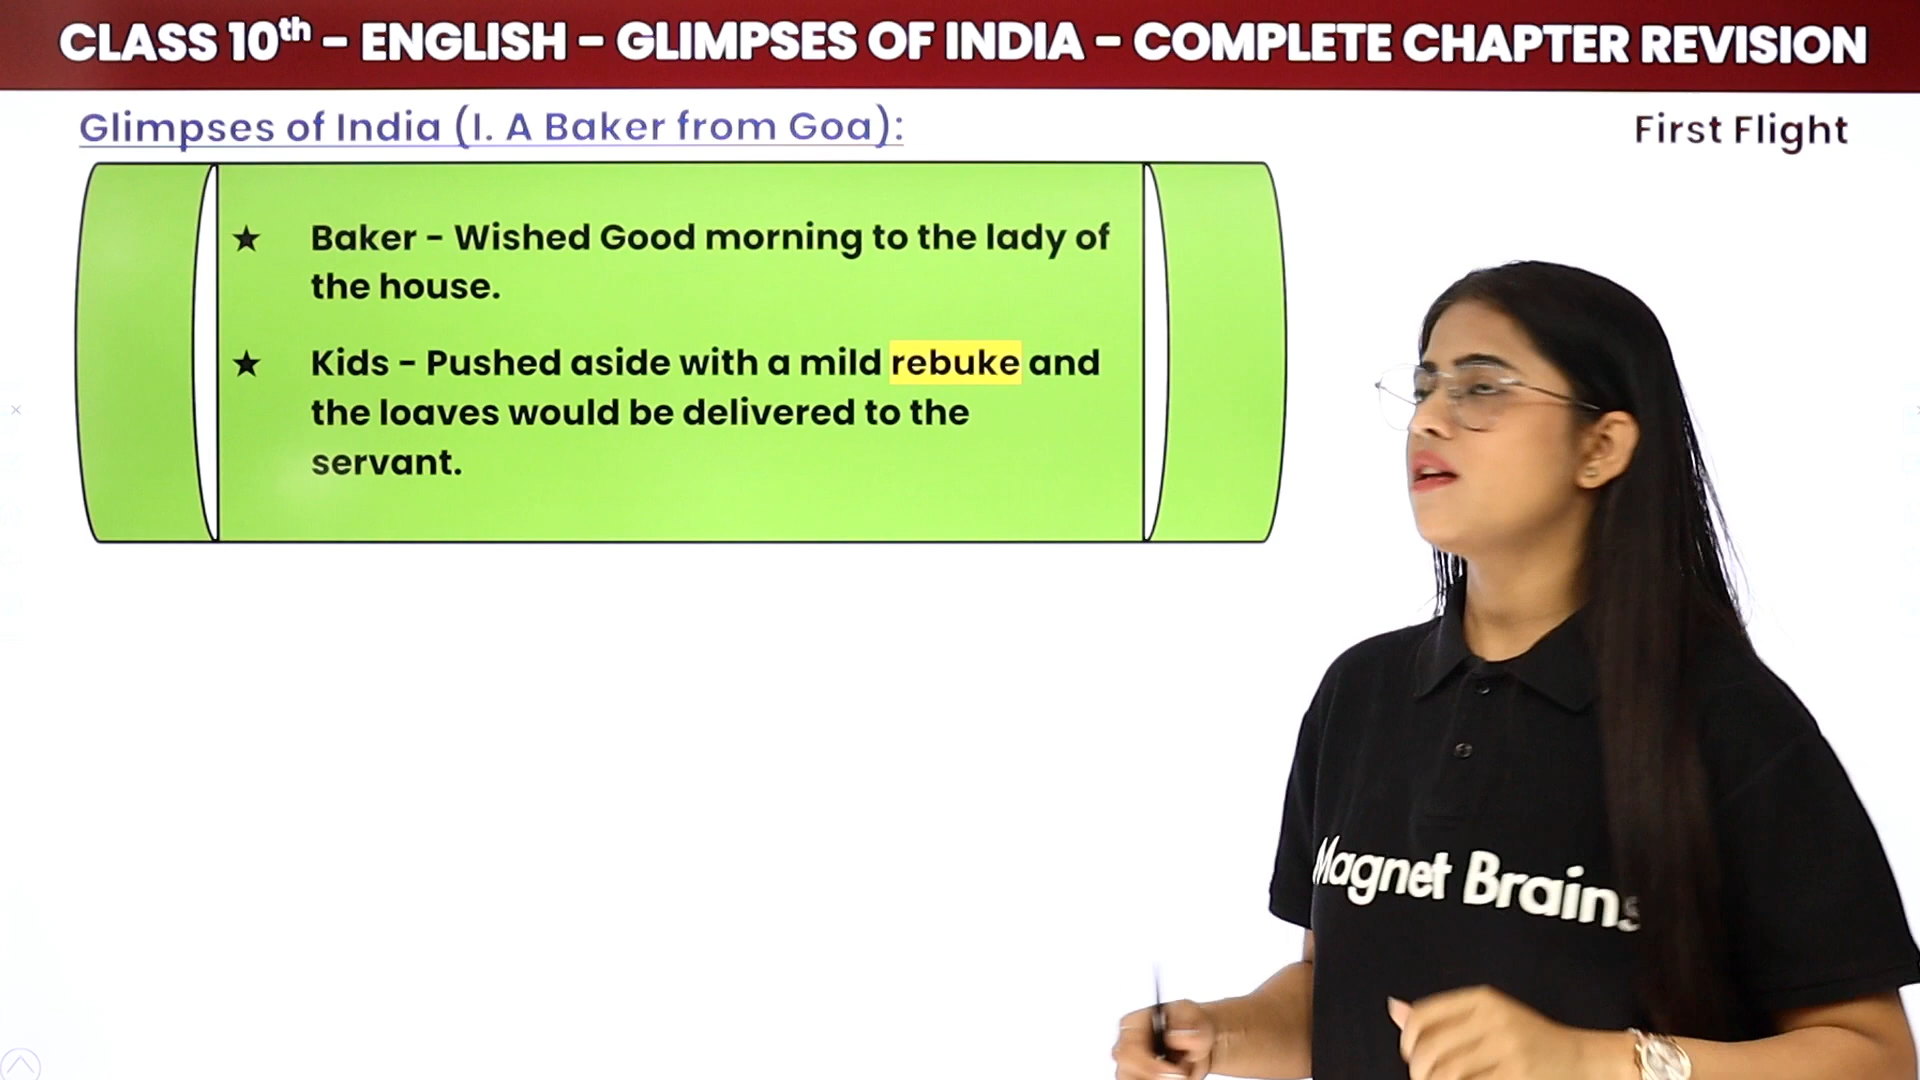 CLASS 10th - ENGLISH - GLIMPSES OF INDIA - COMPLETE CHAPTER REVISION
Glimpses of India (I. A Baker from Goa):
First Flight
★ Baker - Wished Good morning to the lady of
the house.
★ Kids - Pushed aside with a mild rebuke and
the loaves would be delivered to the
servant.
Magnet Brains